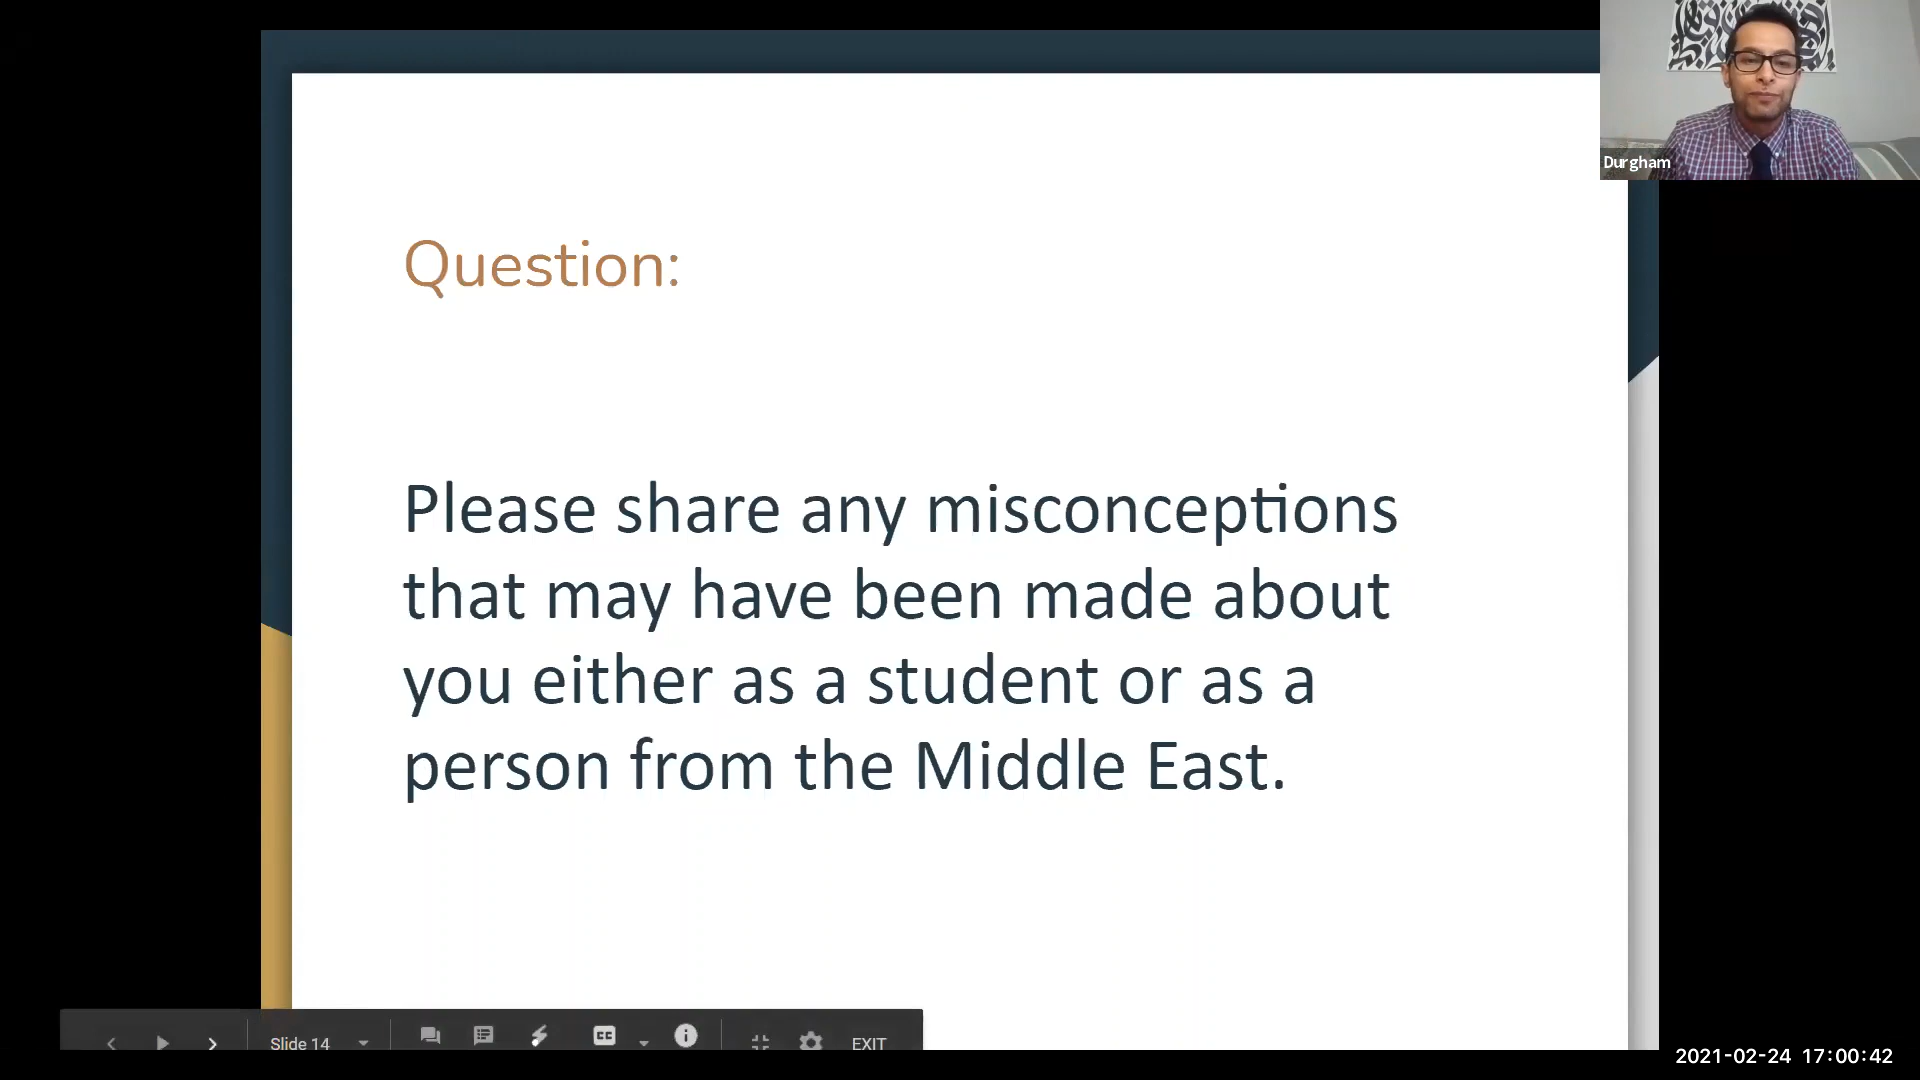 Durgham
Question:
Please share any misconceptions
that may have been made about
you either as a student or as a
person from the Middle East.
Slide 14
CC
EXIT
2021-02-24 17:00:42